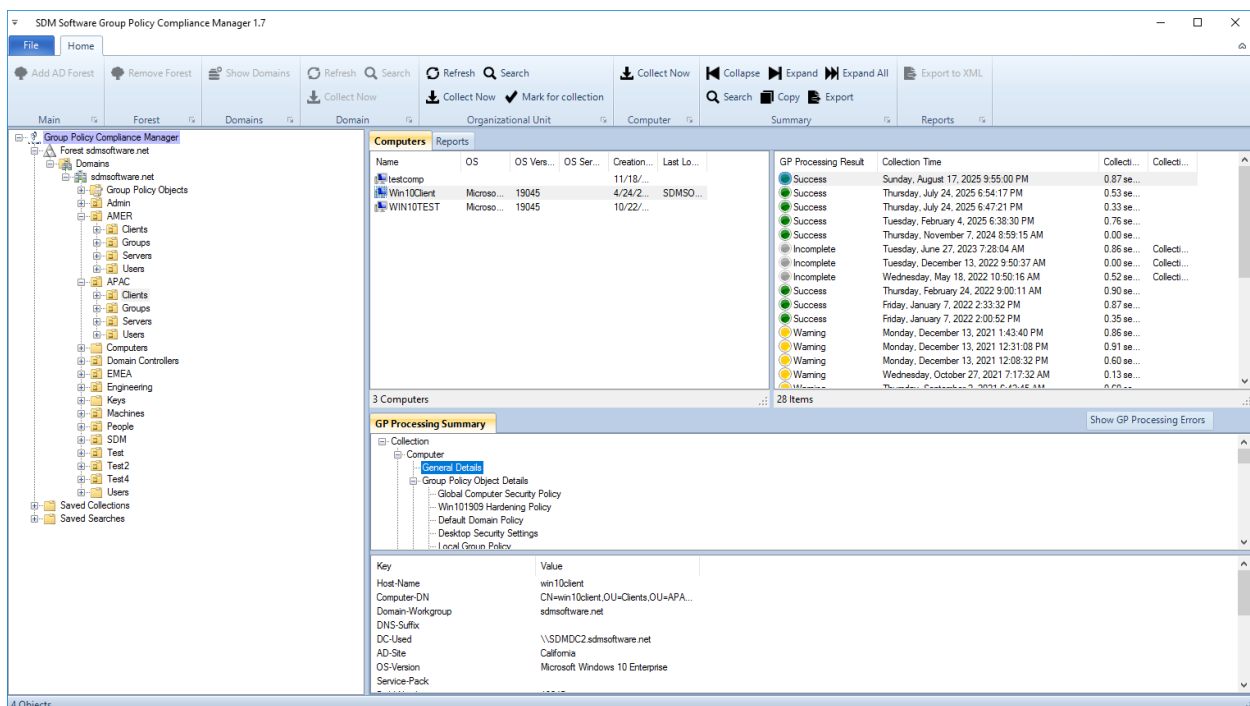 SDM Software Group Policy Compliance Manager 1.7
File Home
Add AD Forest Remove Forest Show Domains Refresh Search Refresh Search Collect Now Collapse Expand Expand All Export to XML
Collect Now Collect Now Mark for collection Search Copy Export
Main Forest Domains Domain Organizational Unit Computer Summary Reports
Group Policy Compliance Manager
Forest sdmsoftware.net
Domains
sdmsoftware.net
Group Policy Objects
Admin
AMER
Clients
Groups
Servers
Users
APAC
Clients
Groups
Servers
Users
Computers
Domain Controllers
EMEA
Engineering
Keys
Machines
People
SDM
Test
Test2
Test4
Users
Saved Collections
Saved Searches
Computers Reports
Name OS OS Vers... OS Ser... Creation... Last Lo...
testcomp 11/18/...
Win10Client Microso... 19045 4/24/2... SDMSO...
WIN10TEST Microso... 19045 10/22/...
3 Computers
GP Processing Result Collection Time Collecti... Collecti...
Success Sunday, August 17, 2025 9:55:00 PM 0.87 se...
Success Thursday, July 24, 2025 6:54:17 PM 0.53 se...
Success Thursday, July 24, 2025 6:47:21 PM 0.33 se...
Success Tuesday, February 4, 2025 6:38:30 PM 0.76 se...
Success Thursday, November 7, 2024 8:59:15 AM 0.00 se...
Incomplete Tuesday, June 27, 2023 7:28:04 AM 0.86 se... Collecti...
Incomplete Tuesday, December 13, 2022 9:50:37 AM 0.00 se... Collecti...
Incomplete Wednesday, May 18, 2022 10:50:16 AM 0.52 se... Collecti...
Success Thursday, February 24, 2022 9:00:11 AM 0.90 se...
Success Friday, January 7, 2022 2:33:32 PM 0.87 se...
Success Friday, January 7, 2022 2:00:52 PM 0.35 se...
Warning Monday, December 13, 2021 1:43:40 PM 0.86 se...
Warning Monday, December 13, 2021 12:31:08 PM 0.91 se...
Warning Monday, December 13, 2021 12:08:32 PM 0.60 se...
Warning Wednesday, October 27, 2021 7:17:32 AM 0.13 se...
28 Items
GP Processing Summary
Show GP Processing Errors
Collection
Computer
General Details
Group Policy Object Details
Global Computer Security Policy
Win101909 Hardening Policy
Default Domain Policy
Desktop Security Settings
Local Group Policy
Key Value
Host-Name win10client
Computer-DN CN=win10client,OU=Clients,OU=APA...
Domain-Workgroup sdmsoftware.net
DNS-Suffix
DC-Used \\SDMDC2.sdmsoftware.net
AD-Site California
OS-Version Microsoft Windows 10 Enterprise
Service-Pack
4 Objects